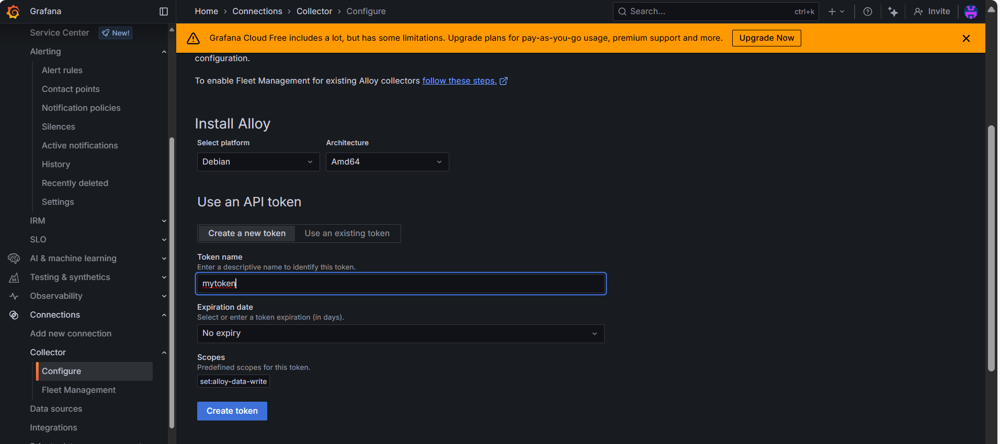 Grafana
Home > Connections > Collector > Configure
Search...
ctrl+k
Invite
Service Center
New!
Alerting
Alert rules
Contact points
Notification policies
Silences
Active notifications
History
Recently deleted
Settings
IRM
SLO
AI & machine learning
Testing & synthetics
Observability
Connections
Add new connection
Collector
Configure
Fleet Management
Data sources
Integrations
Grafana Cloud Free includes a lot, but has some limitations. Upgrade plans for pay-as-you-go usage, premium support and more.
Upgrade Now
configuration.
To enable Fleet Management for existing Alloy collectors follow these steps.
Install Alloy
Select platform
Architecture
Debian
Amd64
Use an API token
Create a new token
Use an existing token
Token name
Enter a descriptive name to identify this token.
mytoken
Expiration date
Select or enter a token expiration (in days).
No expiry
Scopes
Predefined scopes for this token.
set:alloy-data-write
Create token